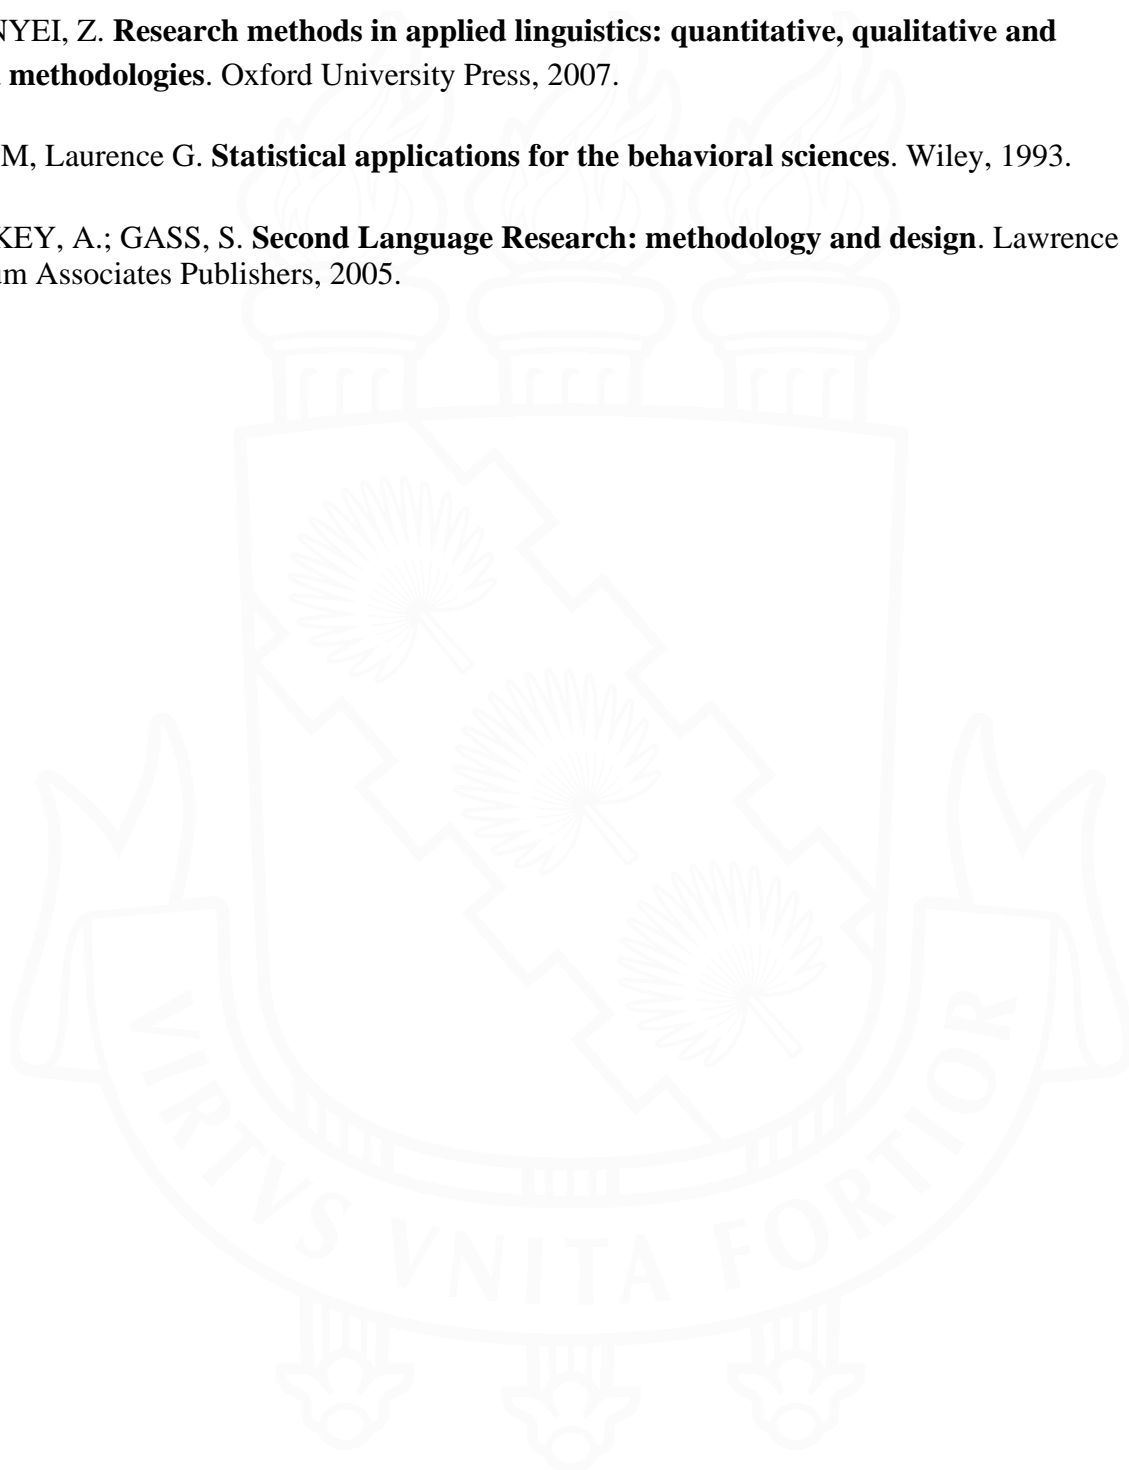 NYEI, Z. Research methods in applied linguistics: quantitative, qualitative and
methodologies. Oxford University Press, 2007.
M, Laurence G. Statistical applications for the behavioral sciences. Wiley, 1993.
KEY, A.; GASS, S. Second Language Research: methodology and design. Lawrence
um Associates Publishers, 2005.
VIRTVS VNITA FORTIOR